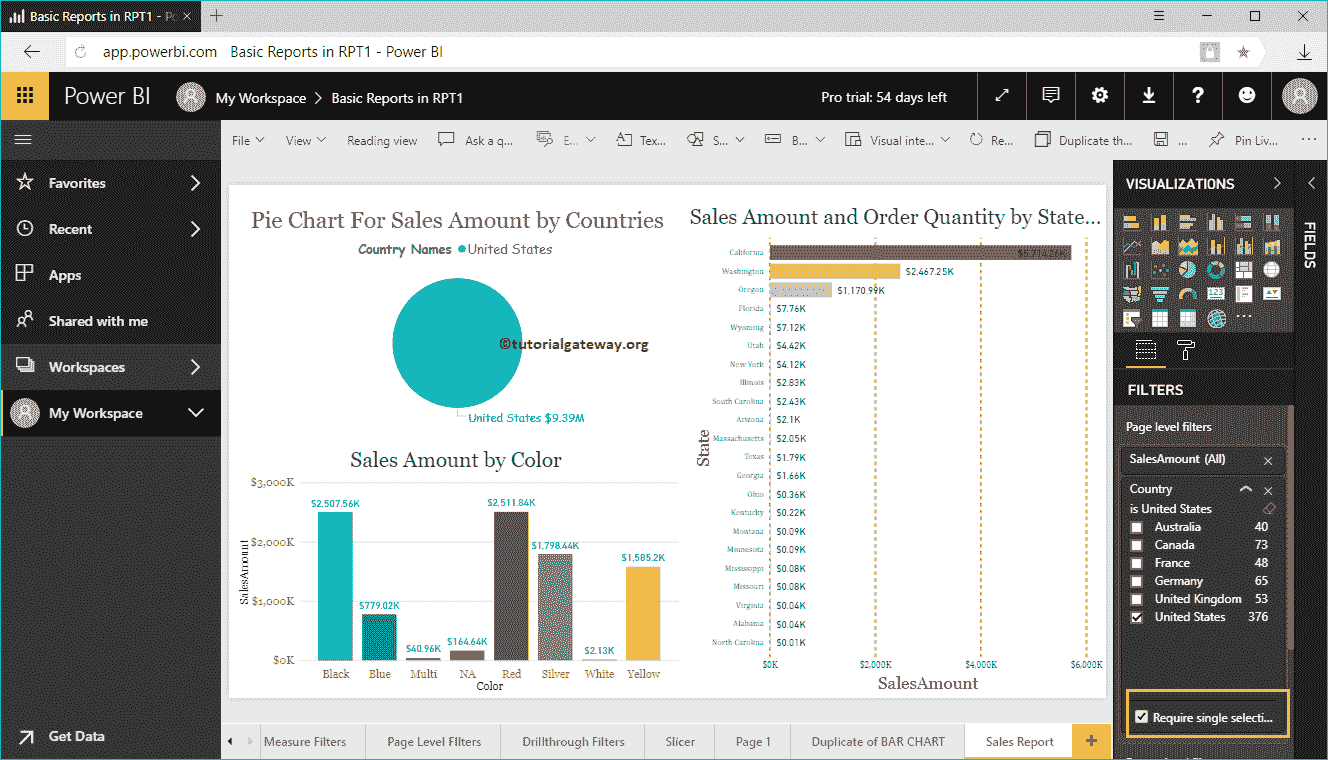 Basic Reports in RPT1 - Po
app.powerbi.com Basic Reports in RPT1 - Power BI
Power BI My Workspace > Basic Reports in RPT1 Pro trial: 54 days left
File View Reading view Ask a q... E... Tex... S... B... Visual inte... Re... Duplicate th... ... Pin Liv... ...
Favorites
Recent
Apps
Shared with me
Workspaces
My Workspace
Get Data
Pie Chart For Sales Amount by Countries
Country Names United States
©tutorialgateway.org
United States $9.39M
Sales Amount by Color
SalesAmount
$3,000K
$2,000K
$1,000K
$0K
$2,507.56K
$779.02K
$40.96K
$164.64K
$2,511.84K
$1,798.44K
$2.13K
$1,585.2K
Black Blue Multi NA Red Silver White Yellow
Color
Sales Amount and Order Quantity by State...
State
California $5,714.26K
Washington $2,467.25K
Oregon $1,170.99K
Florida $7.76K
Wyoming $7.12K
Utah $4.42K
New York $4.12K
Illinois $2.83K
South Carolina $2.43K
Arizona $2.1K
Massachusetts $2.05K
Texas $1.79K
Georgia $1.66K
Ohio $0.36K
Kentucky $0.22K
Montana $0.09K
Minnesota $0.09K
Mississippi $0.08K
Missouri $0.08K
Virginia $0.04K
Alabama $0.04K
North Carolina $0.01K
$0K $2,000K $4,000K $6,000K
SalesAmount
VISUALIZATIONS
FIELDS
123
...
FILTERS
Page level filters
SalesAmount (All)
Country
is United States
Australia 40
Canada 73
France 48
Germany 65
United Kingdom 53
United States 376
Require single selecti...
Measure Filters Page Level FIlters Drillthrough Filters Slicer Page 1 Duplicate of BAR CHART Sales Report +